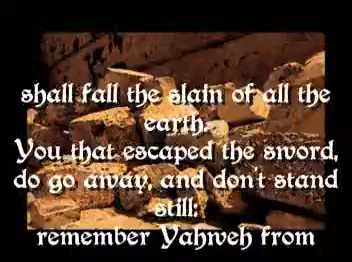 shall fall the slain of all the
earth.
You that escaped the sword,
do go away, and don't stand
still;
remember Yahweh from